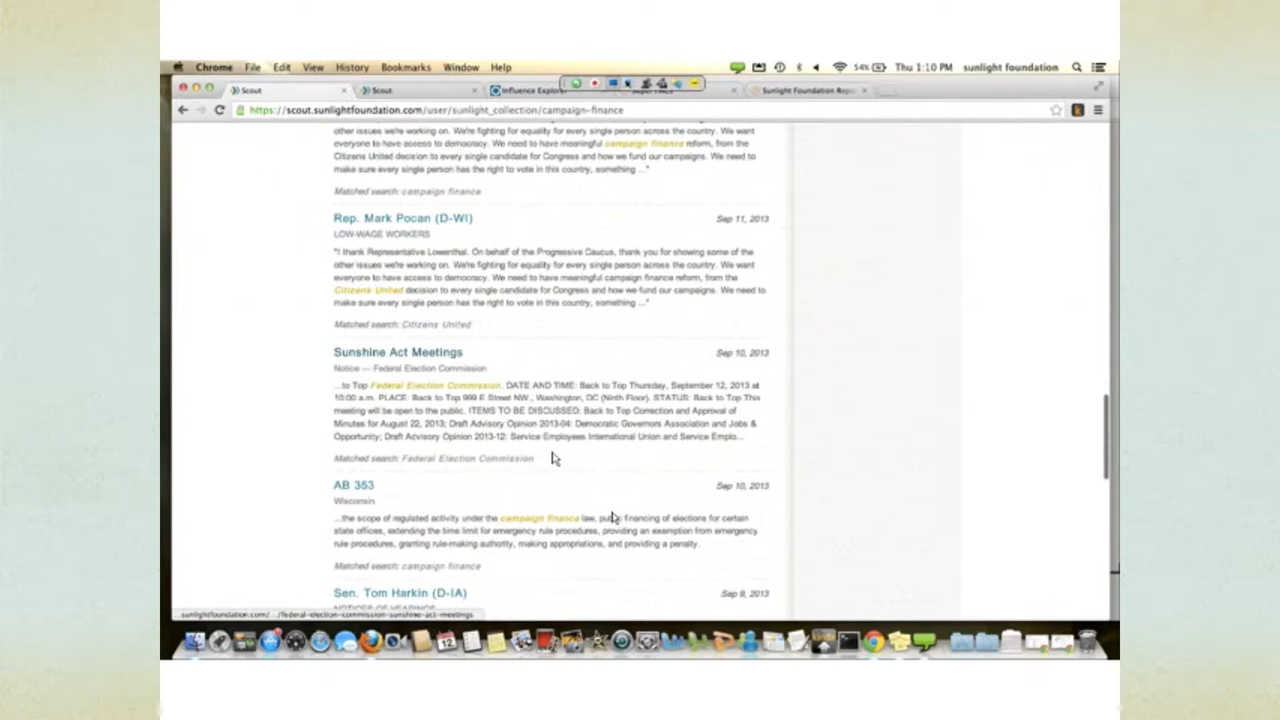 Chrome File Edit View History Bookmarks Window Help 54% Thu 1:10 PM sunlight foundation
Scout Scout Influence Explor Sunlight Foundation Repo
https://scout.sunlightfoundation.com/user/sunlight_collection/campaign-finance
other issues we're working on. We're fighting for equality for every single person across the country. We want
everyone to have access to democracy. We need to have meaningful campaign finance reform, from the
Citizens United decision to every single candidate for Congress and how we fund our campaigns. We need to
make sure every single person has the right to vote in this country, something ..."
Matched search: campaign finance
Rep. Mark Pocan (D-WI) Sep 11, 2013
LOW-WAGE WORKERS
"I thank Representative Lowenthal. On behalf of the Progressive Caucus, thank you for showing some of the
other issues we're working on. We're fighting for equality for every single person across the country. We want
everyone to have access to democracy. We need to have meaningful campaign finance reform, from the
Citizens United decision to every single candidate for Congress and how we fund our campaigns. We need to
make sure every single person has the right to vote in this country, something ..."
Matched search: Citizens United
Sunshine Act Meetings Sep 10, 2013
Notice — Federal Election Commission
...to Top Federal Election Commission. DATE AND TIME: Back to Top Thursday, September 12, 2013 at
10:00 a.m. PLACE: Back to Top 999 E Street NW., Washington, DC (Ninth Floor). STATUS: Back to Top This
meeting will be open to the public. ITEMS TO BE DISCUSSED: Back to Top Correction and Approval of
Minutes for August 22, 2013; Draft Advisory Opinion 2013-04: Democratic Governors Association and Jobs &
Opportunity; Draft Advisory Opinion 2013-12: Service Employees International Union and Service Emplo...
Matched search: Federal Election Commission
AB 353 Sep 10, 2013
Wisconsin
...the scope of regulated activity under the campaign finance law, public financing of elections for certain
state offices, extending the time limit for emergency rule procedures, providing an exemption from emergency
rule procedures, granting rule-making authority, making appropriations, and providing a penalty.
Matched search: campaign finance
Sen. Tom Harkin (D-IA) Sep 9, 2013
NOTICES OF HEARINGS
sunlightfoundation.com/ .../federal-election-commission-sunshine-act-meetings
12